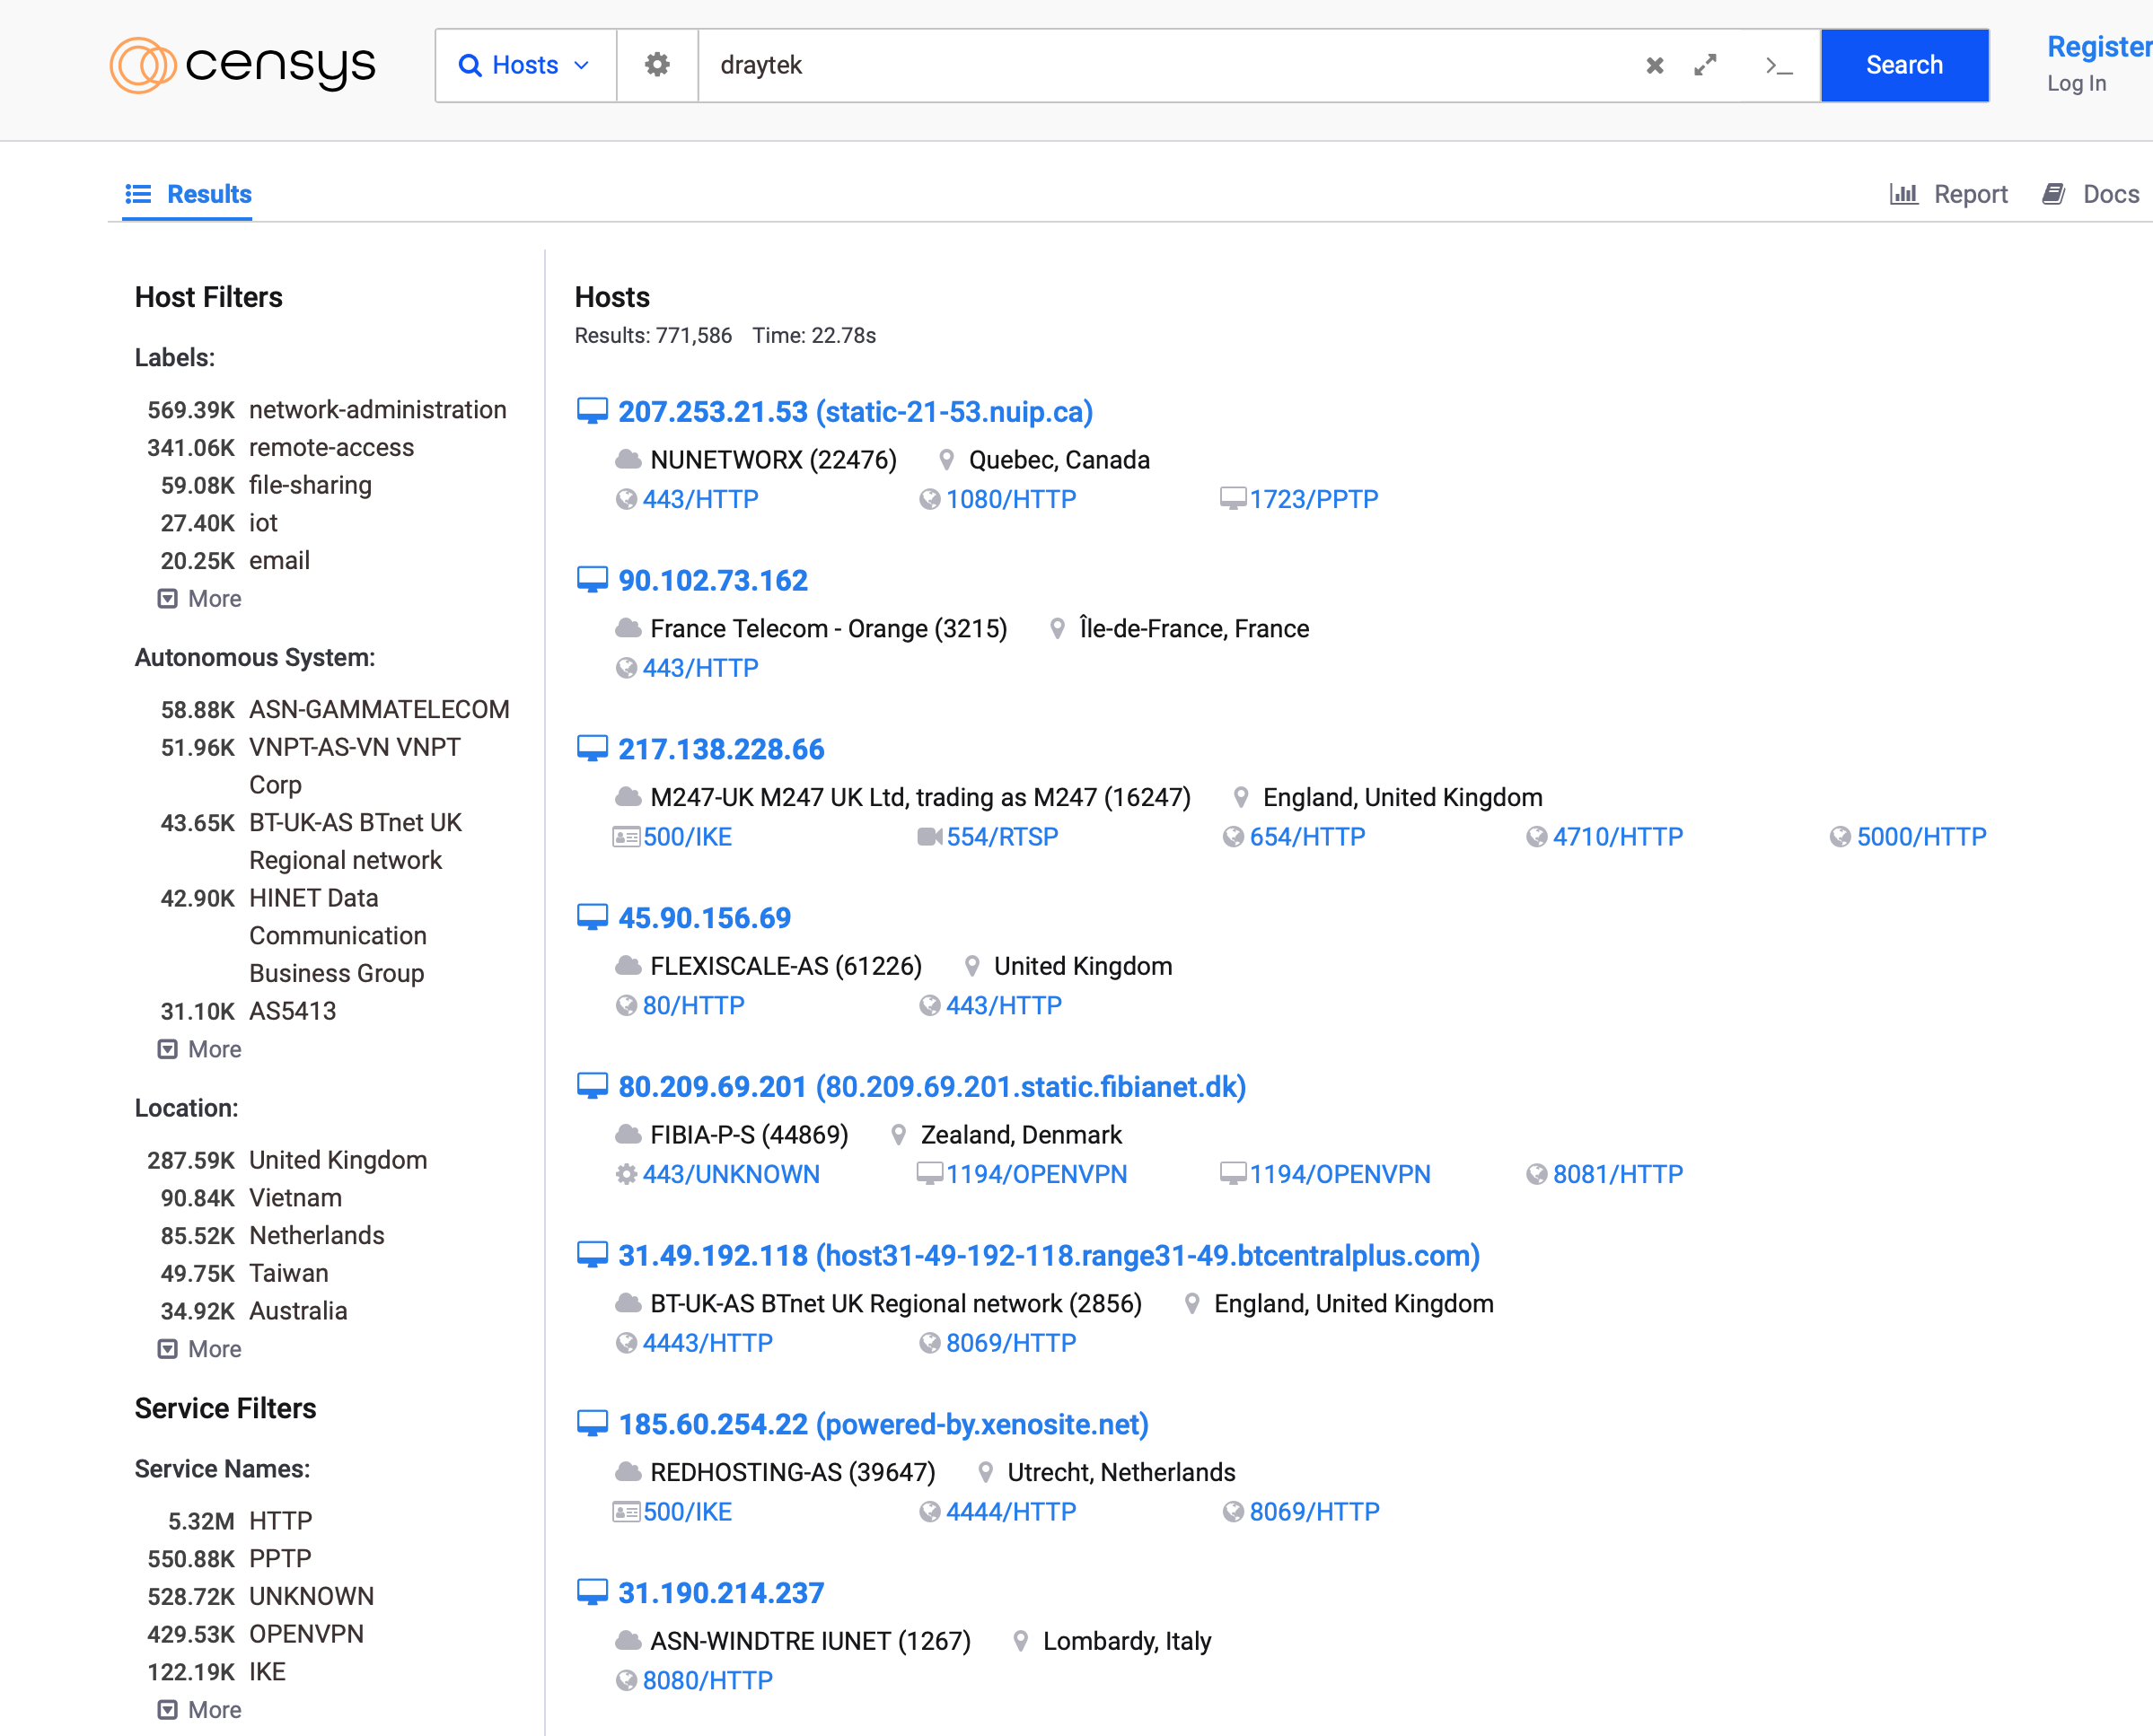 censys
Hosts
draytek
>_
Search
Register
Log In
Results
Report
Docs
Host Filters
Labels:
569.39K network-administration
341.06K remote-access
59.08K file-sharing
27.40K iot
20.25K email
More
Autonomous System:
58.88K ASN-GAMMATELECOM
51.96K VNPT-AS-VN VNPT
Corp
43.65K BT-UK-AS BTnet UK
Regional network
42.90K HINET Data
Communication
Business Group
31.10K AS5413
More
Location:
287.59K United Kingdom
90.84K Vietnam
85.52K Netherlands
49.75K Taiwan
34.92K Australia
More
Service Filters
Service Names:
5.32M HTTP
550.88K PPTP
528.72K UNKNOWN
429.53K OPENVPN
122.19K IKE
More
Hosts
Results: 771,586 Time: 22.78s
207.253.21.53 (static-21-53.nuip.ca)
NUNETWORX (22476) Quebec, Canada
443/HTTP 1080/HTTP 1723/PPTP
90.102.73.162
France Telecom - Orange (3215) Île-de-France, France
443/HTTP
217.138.228.66
M247-UK M247 UK Ltd, trading as M247 (16247) England, United Kingdom
500/IKE 554/RTSP 654/HTTP 4710/HTTP 5000/HTTP
45.90.156.69
FLEXISCALE-AS (61226) United Kingdom
80/HTTP 443/HTTP
80.209.69.201 (80.209.69.201.static.fibianet.dk)
FIBIA-P-S (44869) Zealand, Denmark
443/UNKNOWN 1194/OPENVPN 1194/OPENVPN 8081/HTTP
31.49.192.118 (host31-49-192-118.range31-49.btcentralplus.com)
BT-UK-AS BTnet UK Regional network (2856) England, United Kingdom
4443/HTTP 8069/HTTP
185.60.254.22 (powered-by.xenosite.net)
REDHOSTING-AS (39647) Utrecht, Netherlands
500/IKE 4444/HTTP 8069/HTTP
31.190.214.237
ASN-WINDTRE IUNET (1267) Lombardy, Italy
8080/HTTP